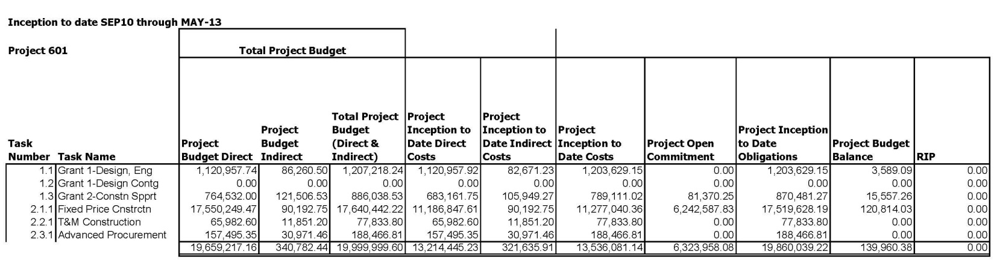 Inception to date SEP10 through MAY-13
Project 601 Total Project Budget
Total Project Project Project
Project Budget Inception to Inception to Project Project Inception
Task Project Budget (Direct & Date Direct Date Indirect Inception to Project Open to Date Project Budget
Number Task Name Budget Direct Indirect Indirect) Costs Costs Date Costs Commitment Obligations Balance RIP
1.1 Grant 1-Design, Eng 1,120,957.74 86,260.50 1,207,218.24 1,120,957.92 82,671.23 1,203,629.15 0.00 1,203,629.15 3,589.09 0.00
1.2 Grant 1-Design Contg 0.00 0.00 0.00 0.00 0.00 0.00 0.00 0.00 0.00 0.00
1.3 Grant 2-Constn Spprt 764,532.00 121,506.53 886,038.53 683,161.75 105,949.27 789,111.02 81,370.25 870,481.27 15,557.26 0.00
2.1.1 Fixed Price Cnstrctn 17,550,249.47 90,192.75 17,640,442.22 11,186,847.61 90,192.75 11,277,040.36 6,242,587.83 17,519,628.19 120,814.03 0.00
2.2.1 T&M Construction 65,982.60 11,851.20 77,833.80 65,982.60 11,851.20 77,833.80 0.00 77,833.80 0.00 0.00
2.3.1 Advanced Procurement 157,495.35 30,971.46 188,466.81 157,495.35 30,971.46 188,466.81 0.00 188,466.81 0.00 0.00
19,659,217.16 340,782.44 19,999,999.60 13,214,445.23 321,635.91 13,536,081.14 6,323,958.08 19,860,039.22 139,960.38 0.00